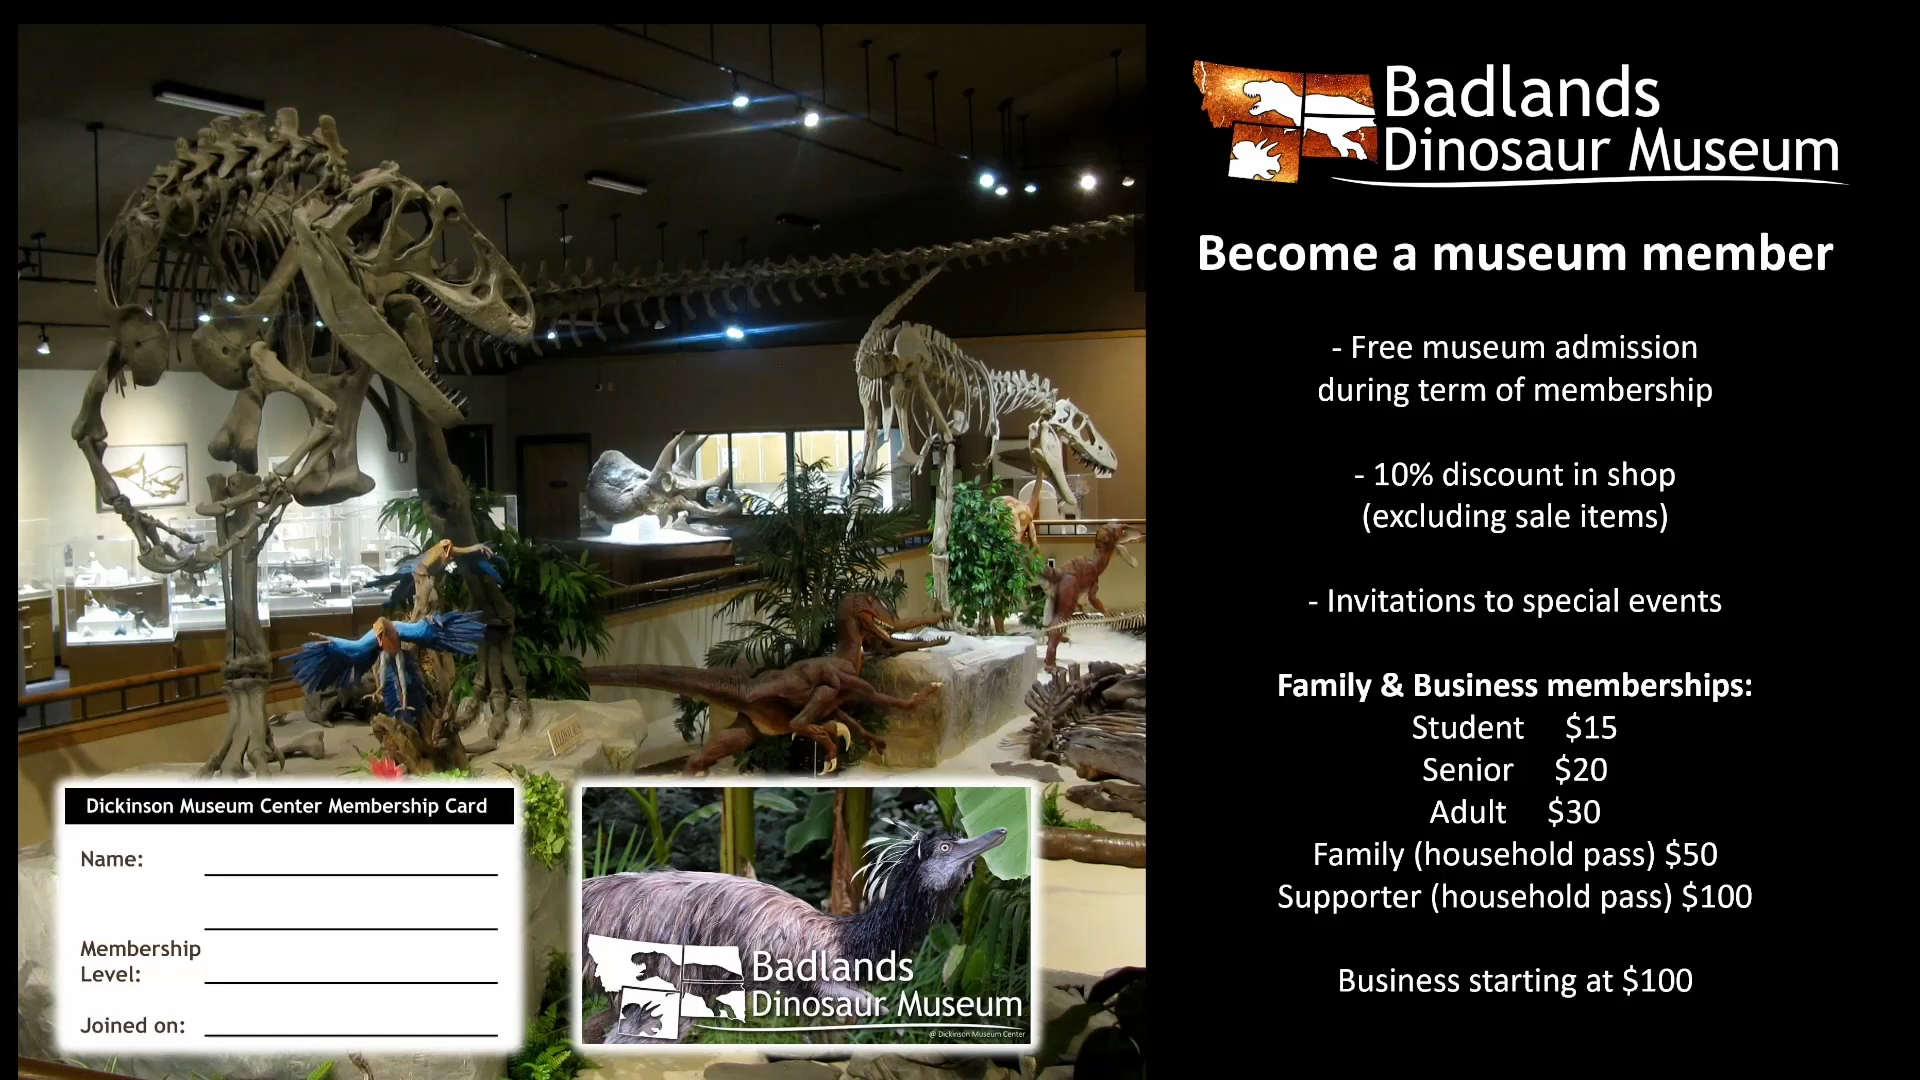 Badlands
Dinosaur Museum
Become a museum member
- Free museum admission
during term of membership
- 10% discount in shop
(excluding sale items)
- Invitations to special events
Family & Business memberships:
Student $15
Senior $20
Adult $30
Family (household pass) $50
Supporter (household pass) $100
Business starting at $100
Dickinson Museum Center Membership Card
Name:
Membership
Level:
Joined on:
Badlands
Dinosaur Museum
@ Dickinson Museum Center